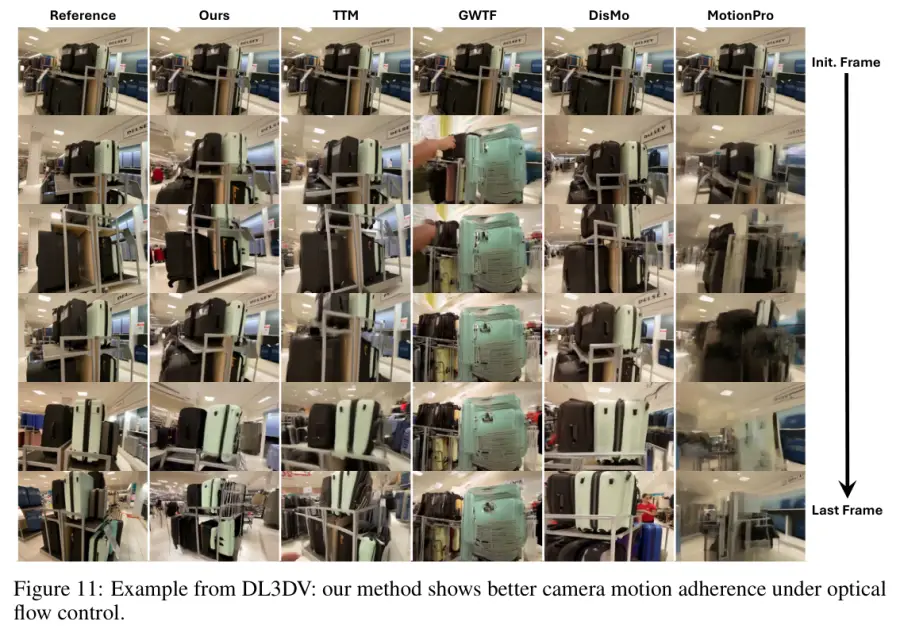 Reference Ours TTM GWTF DisMo MotionPro
Init. Frame
DELSEY
Last Frame
Figure 11: Example from DL3DV: our method shows better camera motion adherence under optical
flow control.